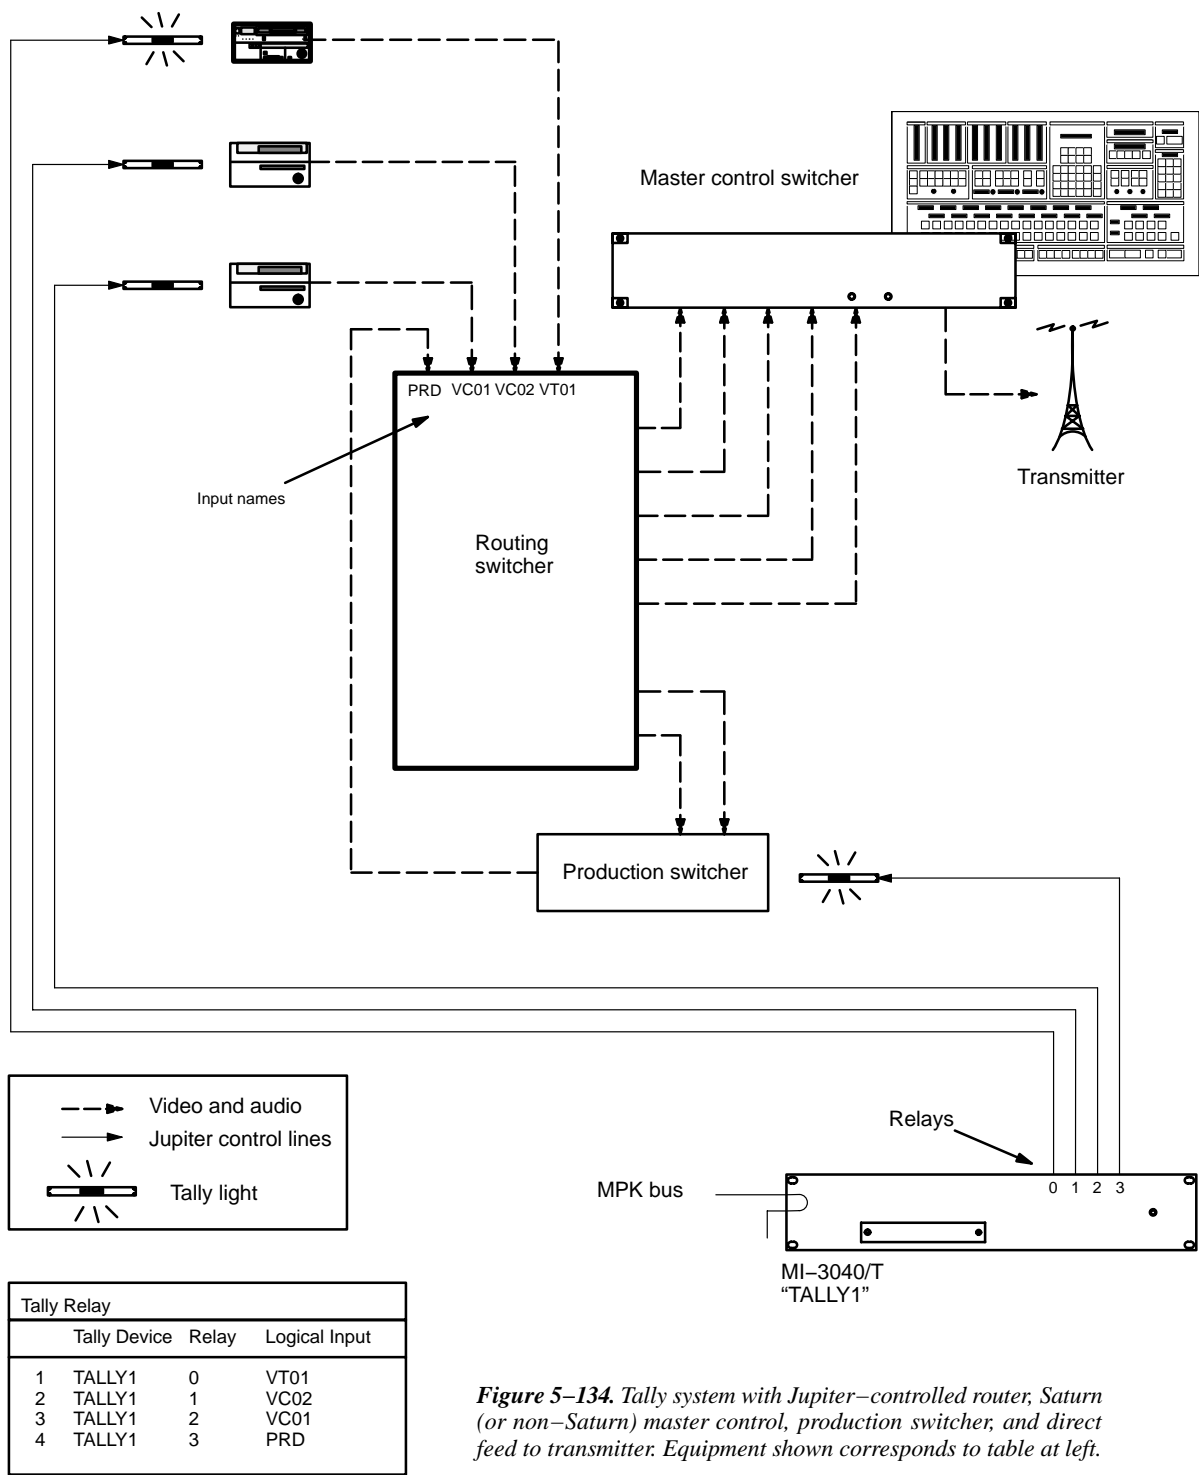 Master control switcher
PRD VC01 VC02 VT01
Input names
Transmitter
Routing
switcher
Production switcher
Video and audio
Jupiter control lines
Tally light
Relays
0 1 2 3
MPK bus
MI–3040/T
“TALLY1”
Tally Relay
Tally Device Relay Logical Input
1 TALLY1 0 VT01
2 TALLY1 1 VC02
3 TALLY1 2 VC01
4 TALLY1 3 PRD
Figure 5–134. Tally system with Jupiter–controlled router, Saturn
(or non–Saturn) master control, production switcher, and direct
feed to transmitter. Equipment shown corresponds to table at left.